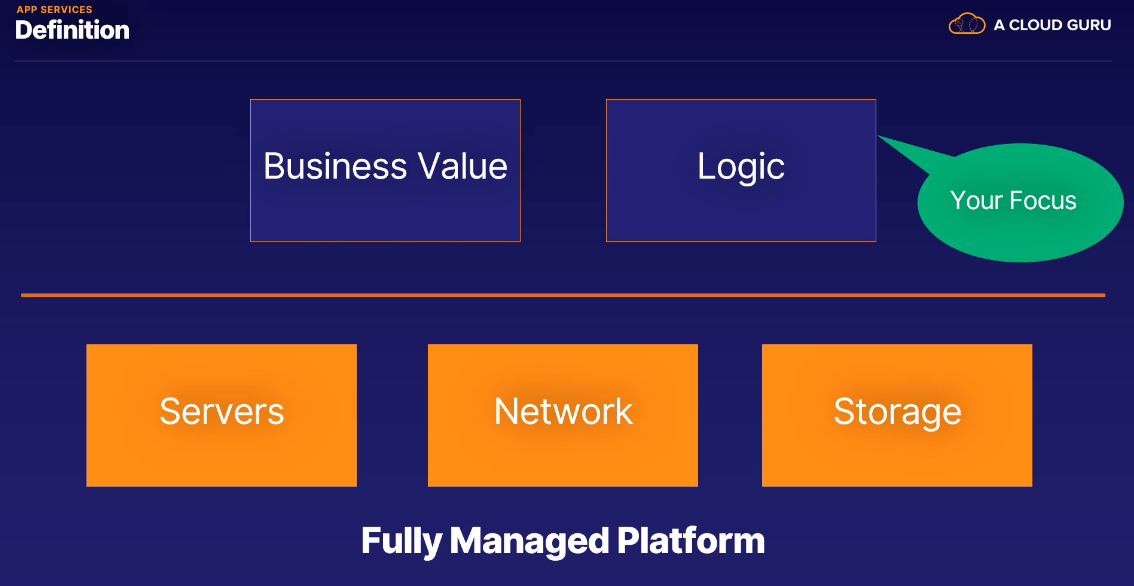 APP SERVICES
Definition
A CLOUD GURU
Business Value
Logic
Your Focus
Servers
Network
Storage
Fully Managed Platform